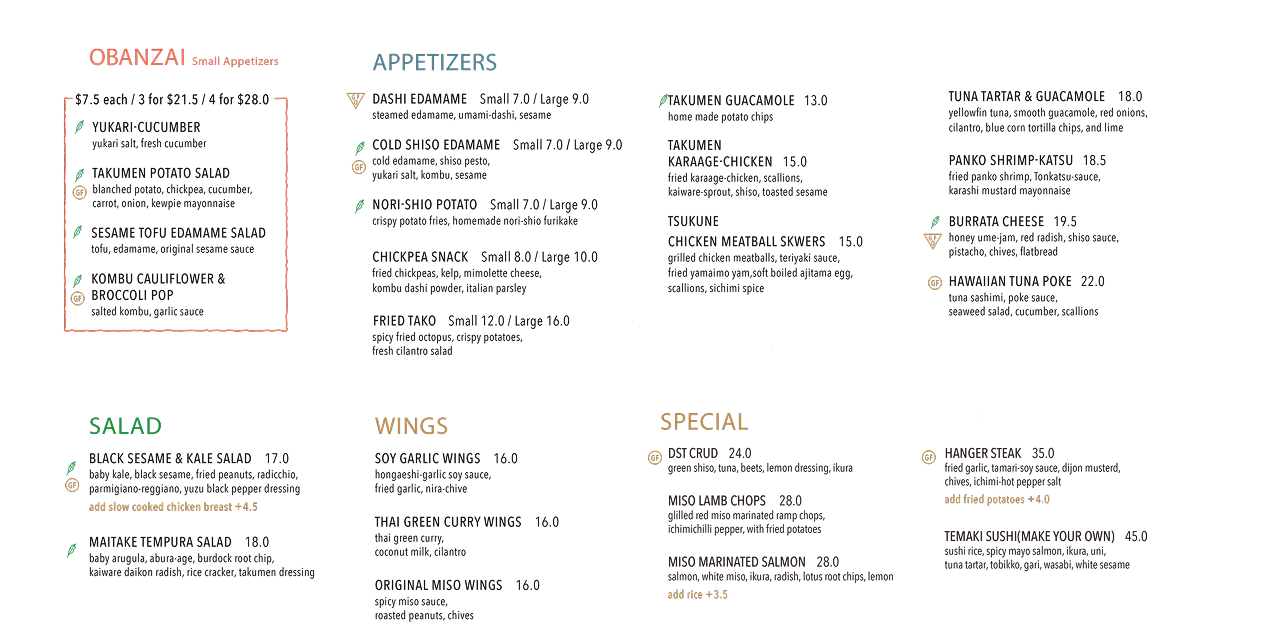 OBANZAI Small Appetizers
$7.5 each / 3 for $21.5 / 4 for $28.0
YUKARI-CUCUMBER
yukari salt, fresh cucumber
GF
TAKUMEN POTATO SALAD
blanched potato, chickpea, cucumber,
carrot, onion, kewpie mayonnaise
SESAME TOFU EDAMAME SALAD
tofu, edamame, original sesame sauce
GF
KOMBU CAULIFLOWER &
BROCCOLI POP
salted kombu, garlic sauce
APPETIZERS
DASHI EDAMAME Small 7.0 / Large 9.0
steamed edamame, umami-dashi, sesame
COLD SHISO EDAMAME Small 7.0 / Large 9.0
GF
cold edamame, shiso pesto,
yukari salt, kombu, sesame
NORI-SHIO POTATO Small 7.0 / Large 9.0
crispy potato fries, homemade nori-shio furikake
CHICKPEA SNACK Small 8.0 / Large 10.0
fried chickpeas, kelp, mimolette cheese,
kombu dashi powder, italian parsley
FRIED TAKO Small 12.0 / Large 16.0
spicy fried octopus, crispy potatoes,
fresh cilantro salad
TAKUMEN GUACAMOLE 13.0
home made potato chips
TAKUMEN
KARAAGE-CHICKEN 15.0
fried karaage-chicken, scallions,
kaiware-sprout, shiso, toasted sesame
TSUKUNE
CHICKEN MEATBALL SKWERS 15.0
grilled chicken meatballs, teriyaki sauce,
fried yamaimo yam,soft boiled ajitama egg,
scallions, sichimi spice
TUNA TARTAR & GUACAMOLE 18.0
yellowfin tuna, smooth guacamole, red onions,
cilantro, blue corn tortilla chips, and lime
PANKO SHRIMP-KATSU 18.5
fried panko shrimp, Tonkatsu-sauce,
karashi mustard mayonnaise
BURRATA CHEESE 19.5
honey ume-jam, red radish, shiso sauce,
pistacho, chives, flatbread
GF
HAWAIIAN TUNA POKE 22.0
tuna sashimi, poke sauce,
seaweed salad, cucumber, scallions
SALAD
BLACK SESAME & KALE SALAD 17.0
GF
baby kale, black sesame, fried peanuts, radicchio,
parmigiano-reggiano, yuzu black pepper dressing
add slow cooked chicken breast +4.5
MAITAKE TEMPURA SALAD 18.0
baby arugula, abura-age, burdock root chip,
kaiware daikon radish, rice cracker, takumen dressing
WINGS
SOY GARLIC WINGS 16.0
hongaeshi-garlic soy sauce,
fried garlic, nira-chive
THAI GREEN CURRY WINGS 16.0
thai green curry,
coconut milk, cilantro
ORIGINAL MISO WINGS 16.0
spicy miso sauce,
roasted peanuts, chives
SPECIAL
GF
DST CRUD 24.0
green shiso, tuna, beets, lemon dressing, ikura
MISO LAMB CHOPS 28.0
glilled red miso marinated ramp chops,
ichimichilli pepper, with fried potatoes
MISO MARINATED SALMON 28.0
salmon, white miso, ikura, radish, lotus root chips, lemon
add rice +3.5
GF
HANGER STEAK 35.0
fried garlic, tamari-soy sauce, dijon musterd,
chives, ichimi-hot pepper salt
add fried potatoes +4.0
TEMAKI SUSHI(MAKE YOUR OWN) 45.0
sushi rice, spicy mayo salmon, ikura, uni,
tuna tartar, tobikko, gari, wasabi, white sesame